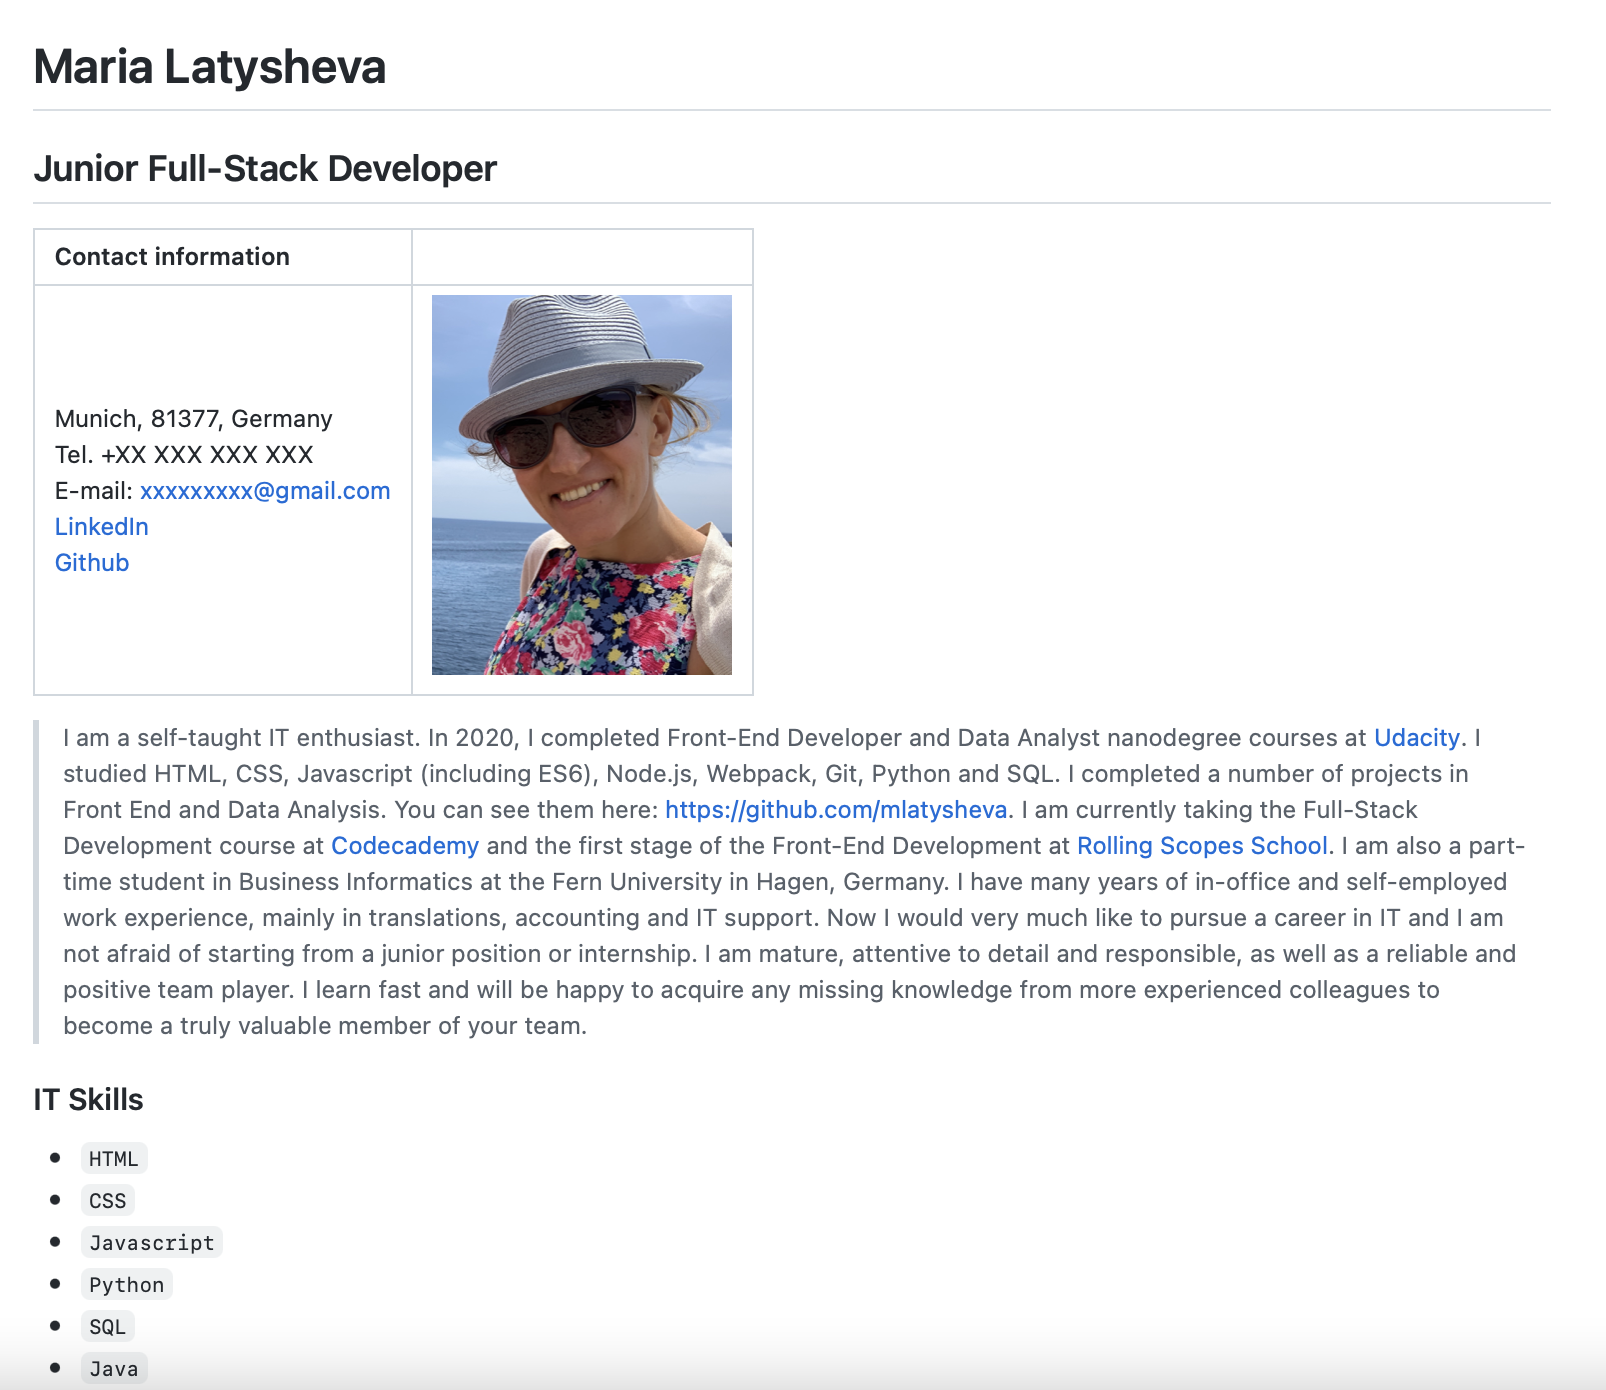 Maria Latysheva
Junior Full-Stack Developer
Contact information
Munich, 81377, Germany
Tel. +XX XXX XXX XXX
E-mail: xxxxxxxxx@gmail.com
LinkedIn
Github
I am a self-taught IT enthusiast. In 2020, I completed Front-End Developer and Data Analyst nanodegree courses at Udacity. I
studied HTML, CSS, Javascript (including ES6), Node.js, Webpack, Git, Python and SQL. I completed a number of projects in
Front End and Data Analysis. You can see them here: https://github.com/mlatysheva. I am currently taking the Full-Stack
Development course at Codecademy and the first stage of the Front-End Development at Rolling Scopes School. I am also a part-
time student in Business Informatics at the Fern University in Hagen, Germany. I have many years of in-office and self-employed
work experience, mainly in translations, accounting and IT support. Now I would very much like to pursue a career in IT and I am
not afraid of starting from a junior position or internship. I am mature, attentive to detail and responsible, as well as a reliable and
positive team player. I learn fast and will be happy to acquire any missing knowledge from more experienced colleagues to
become a truly valuable member of your team.
IT Skills
HTML
CSS
Javascript
Python
SQL
Java